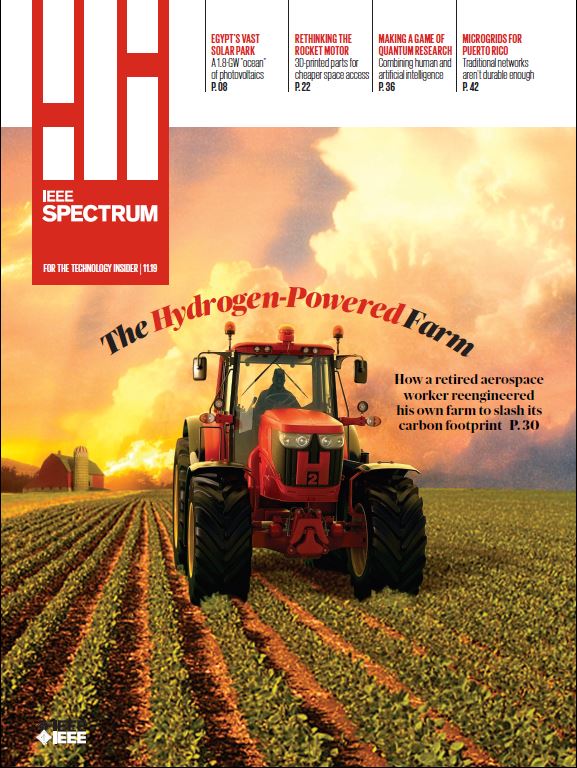 EGYPT'S VAST
SOLAR PARK
A 1.8-GW "ocean"
of photovoltaics
P. 08
RETHINKING THE
ROCKET MOTOR
3D-printed parts for
cheaper space access
P. 22
MAKING A GAME OF
QUANTUM RESEARCH
Combining human and
artificial intelligence
P. 36
MICROGRIDS FOR
PUERTO RICO
Traditional networks
aren't durable enough
P. 42
IEEE
SPECTRUM
FOR THE TECHNOLOGY INSIDER | 11.19
The Hydrogen-Powered Farm
How a retired aerospace
worker reengineered
his own farm to slash its
carbon footprint P. 30
H
2
IEEE